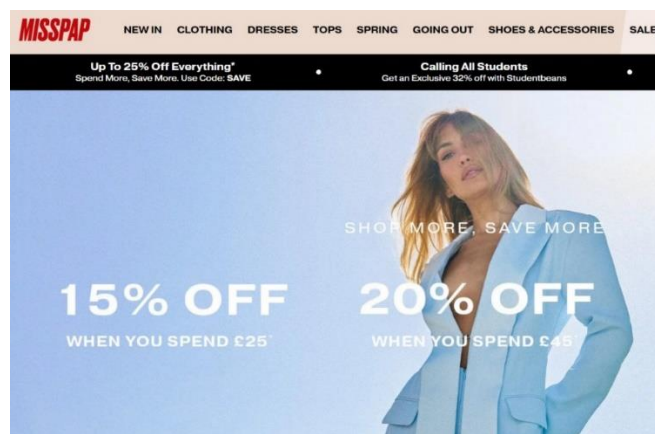 MISSPAP NEW IN CLOTHING DRESSES TOPS SPRING GOING OUT SHOES & ACCESSORIES SALE
Up To 25% Off Everything*
Spend More, Save More. Use Code: SAVE
Calling All Students
Get an Exclusive 32% off with Studentbeans
SHOP MORE, SAVE MORE
15% OFF
WHEN YOU SPEND £25*
20% OFF
WHEN YOU SPEND £45*